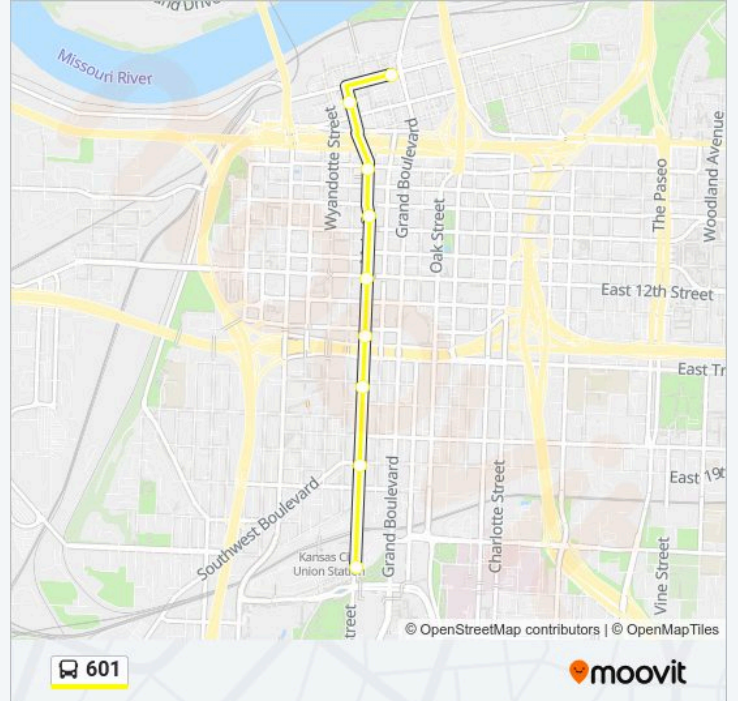 Missouri River
Wyandotte Street
Grand Boulevard
Oak Street
The Paseo
Woodland Avenue
East 12th Street
East Tr
East 19t
Southwest Boulevard
Grand Boulevard
Charlotte Street
Kansas Ci
Union Stati
Vine Street
treet
© OpenStreetMap contributors | © OpenMapTiles
601
moovit